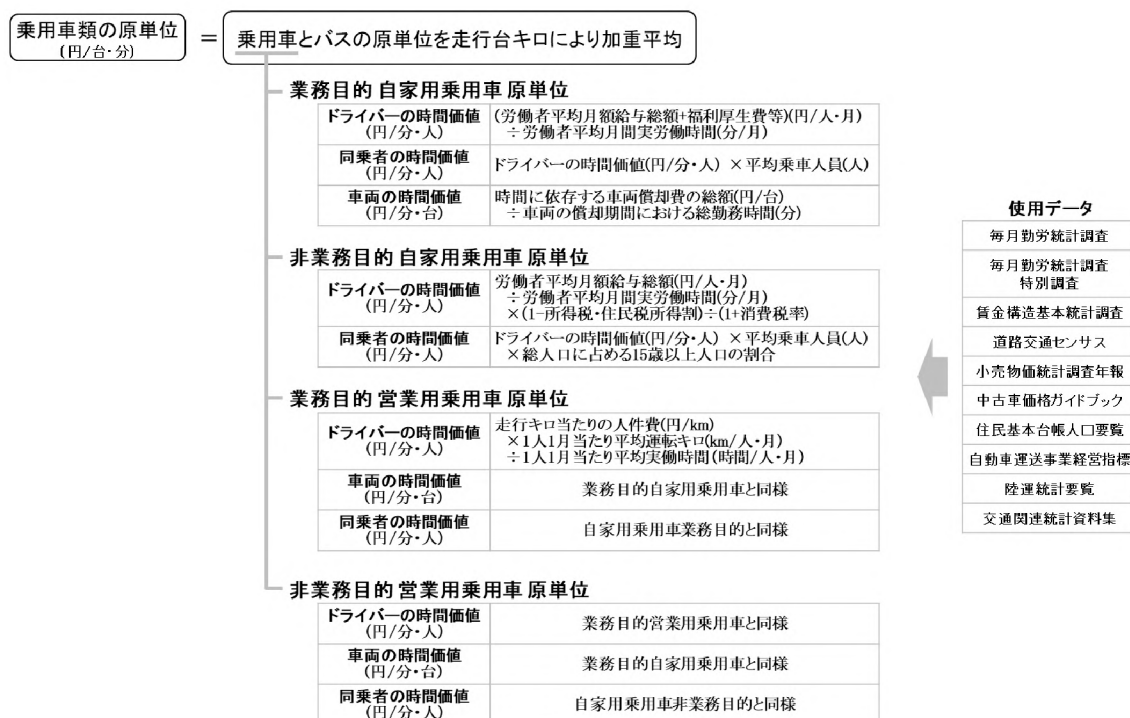 乗用車類の原単位
(円/台・分)
＝
乗用車とバスの原単位を走行台キロにより加重平均
業務目的 自家用乗用車 原単位
ドライバーの時間価値
(円/分・人)
(労働者平均月額給与総額+福利厚生費等)(円/人・月)
÷労働者平均月間実労働時間(分/月)
同乗者の時間価値
(円/分・人)
ドライバーの時間価値(円/分・人) ×平均乗車人員(人)
車両の時間価値
(円/分・台)
時間に依存する車両償却費の総額(円/台)
÷車両の償却期間における総勤務時間(分)
非業務目的 自家用乗用車 原単位
ドライバーの時間価値
(円/分・人)
労働者平均月額給与総額(円/人・月)
÷労働者平均月間実労働時間(分/月)
×(1-所得税・住民税所得割)÷(1+消費税率)
同乗者の時間価値
(円/分・人)
ドライバーの時間価値(円/分・人) ×平均乗車人員(人)
×総人口に占める15歳以上人口の割合
業務目的 営業用乗用車 原単位
ドライバーの時間価値
(円/分・人)
走行キロ当たりの人件費(円/km)
×1人1月当たり平均運転キロ(km/人・月)
÷1人1月当たり平均実働時間(時間/人・月)
車両の時間価値
(円/分・台)
業務目的自家用乗用車と同様
同乗者の時間価値
(円/分・人)
自家用乗用車業務目的と同様
非業務目的 営業用乗用車 原単位
ドライバーの時間価値
(円/分・人)
業務目的営業用乗用車と同様
車両の時間価値
(円/分・台)
業務目的自家用乗用車と同様
同乗者の時間価値
(円/分・人)
自家用乗用車非業務目的と同様
使用データ
毎月勤労統計調査
毎月勤労統計調査
特別調査
賃金構造基本統計調査
道路交通センサス
小売物価統計調査年報
中古車価格ガイドブック
住民基本台帳人口要覧
自動車運送事業経営指標
陸運統計要覧
交通関連統計資料集